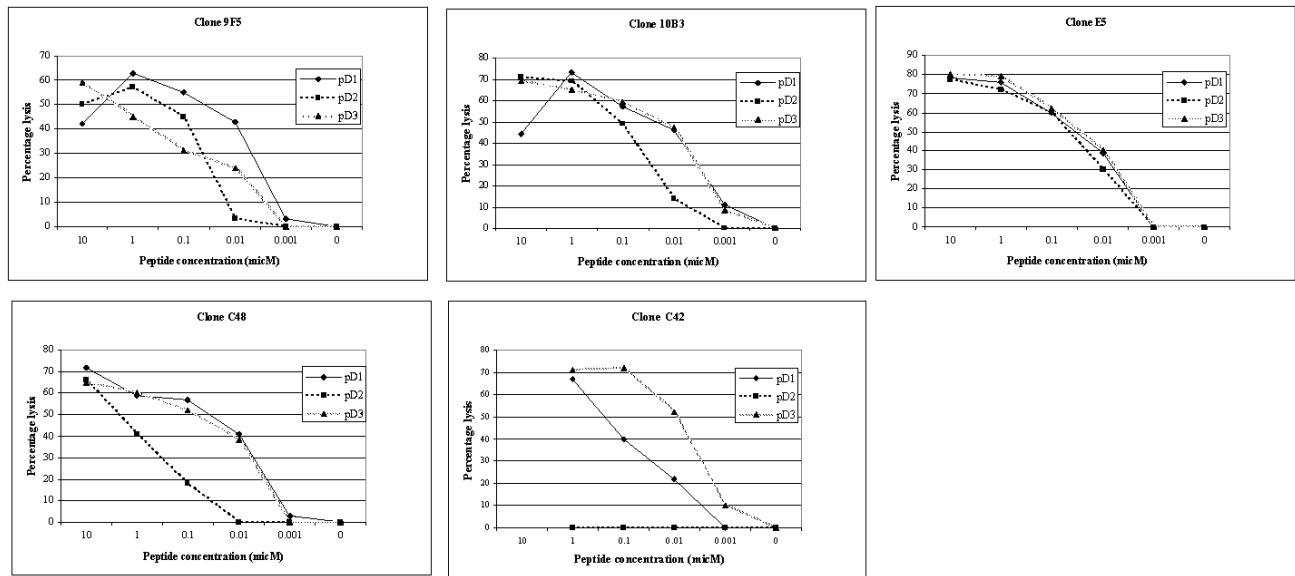 Clone 9F5
70
60
50
40
30
20
10
0
Percentage lysis
10 1 0.1 0.01 0.001 0
Peptide concentration (micM)
pD1
pD2
pD3
Clone 10B3
80
70
60
50
40
30
20
10
0
Percentage lysis
10 1 0.1 0.01 0.001 0
Peptide concentration (micM)
pD1
pD2
pD3
Clone E5
90
80
70
60
50
40
30
20
10
0
Percentage lysis
10 1 0.1 0.01 0.001 0
Peptide concentration (micM)
pD1
pD2
pD3
Clone C48
80
70
60
50
40
30
20
10
0
Percentage lysis
10 1 0.1 0.01 0.001 0
Peptide concentration (micM)
pD1
pD2
pD3
Clone C42
80
70
60
50
40
30
20
10
0
Percentage lysis
10 1 0.1 0.01 0.001 0
Peptide concentration (micM)
pD1
pD2
pD3